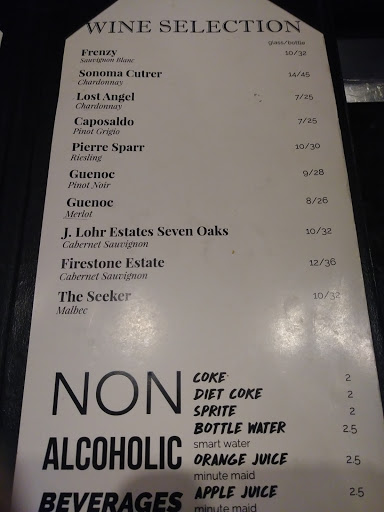 WINE SELECTION
glass/bottle
Frenzy 10/32
Sauvignon Blanc
Sonoma Cutrer 14/45
Chardonnay
Lost Angel 7/25
Chardonnay
Caposaldo 7/25
Pinot Grigio
Pierre Sparr 10/30
Riesling
Guenoc 9/28
Pinot Noir
Guenoc 8/26
Merlot
J. Lohr Estates Seven Oaks 10/32
Cabernet Sauvignon
Firestone Estate 12/36
Cabernet Sauvignon
The Seeker 10/32
Malbec
NON
ALCOHOLIC
BEVERAGES
COKE 2
DIET COKE 2
SPRITE 2
BOTTLE WATER 2.5
smart water
ORANGE JUICE 2.5
minute maid
APPLE JUICE 2.5
minute maid